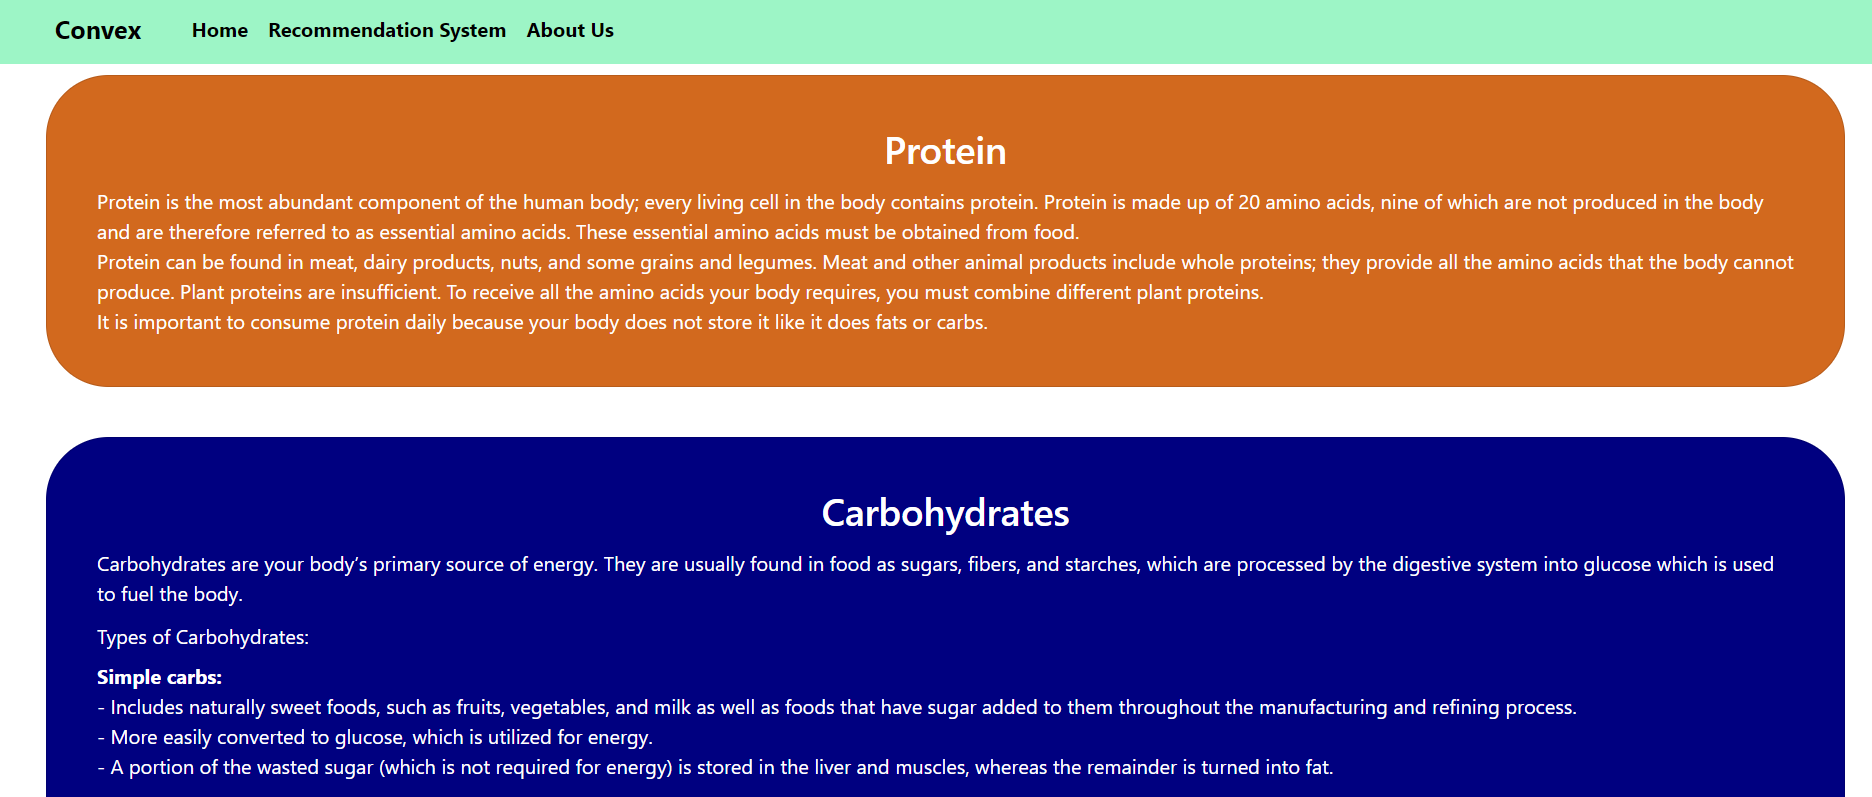 Convex Home Recommendation System About Us
Protein
Protein is the most abundant component of the human body; every living cell in the body contains protein. Protein is made up of 20 amino acids, nine of which are not produced in the body
and are therefore referred to as essential amino acids. These essential amino acids must be obtained from food.
Protein can be found in meat, dairy products, nuts, and some grains and legumes. Meat and other animal products include whole proteins; they provide all the amino acids that the body cannot
produce. Plant proteins are insufficient. To receive all the amino acids your body requires, you must combine different plant proteins.
It is important to consume protein daily because your body does not store it like it does fats or carbs.
Carbohydrates
Carbohydrates are your body’s primary source of energy. They are usually found in food as sugars, fibers, and starches, which are processed by the digestive system into glucose which is used
to fuel the body.
Types of Carbohydrates:
Simple carbs:
- Includes naturally sweet foods, such as fruits, vegetables, and milk as well as foods that have sugar added to them throughout the manufacturing and refining process.
- More easily converted to glucose, which is utilized for energy.
- A portion of the wasted sugar (which is not required for energy) is stored in the liver and muscles, whereas the remainder is turned into fat.